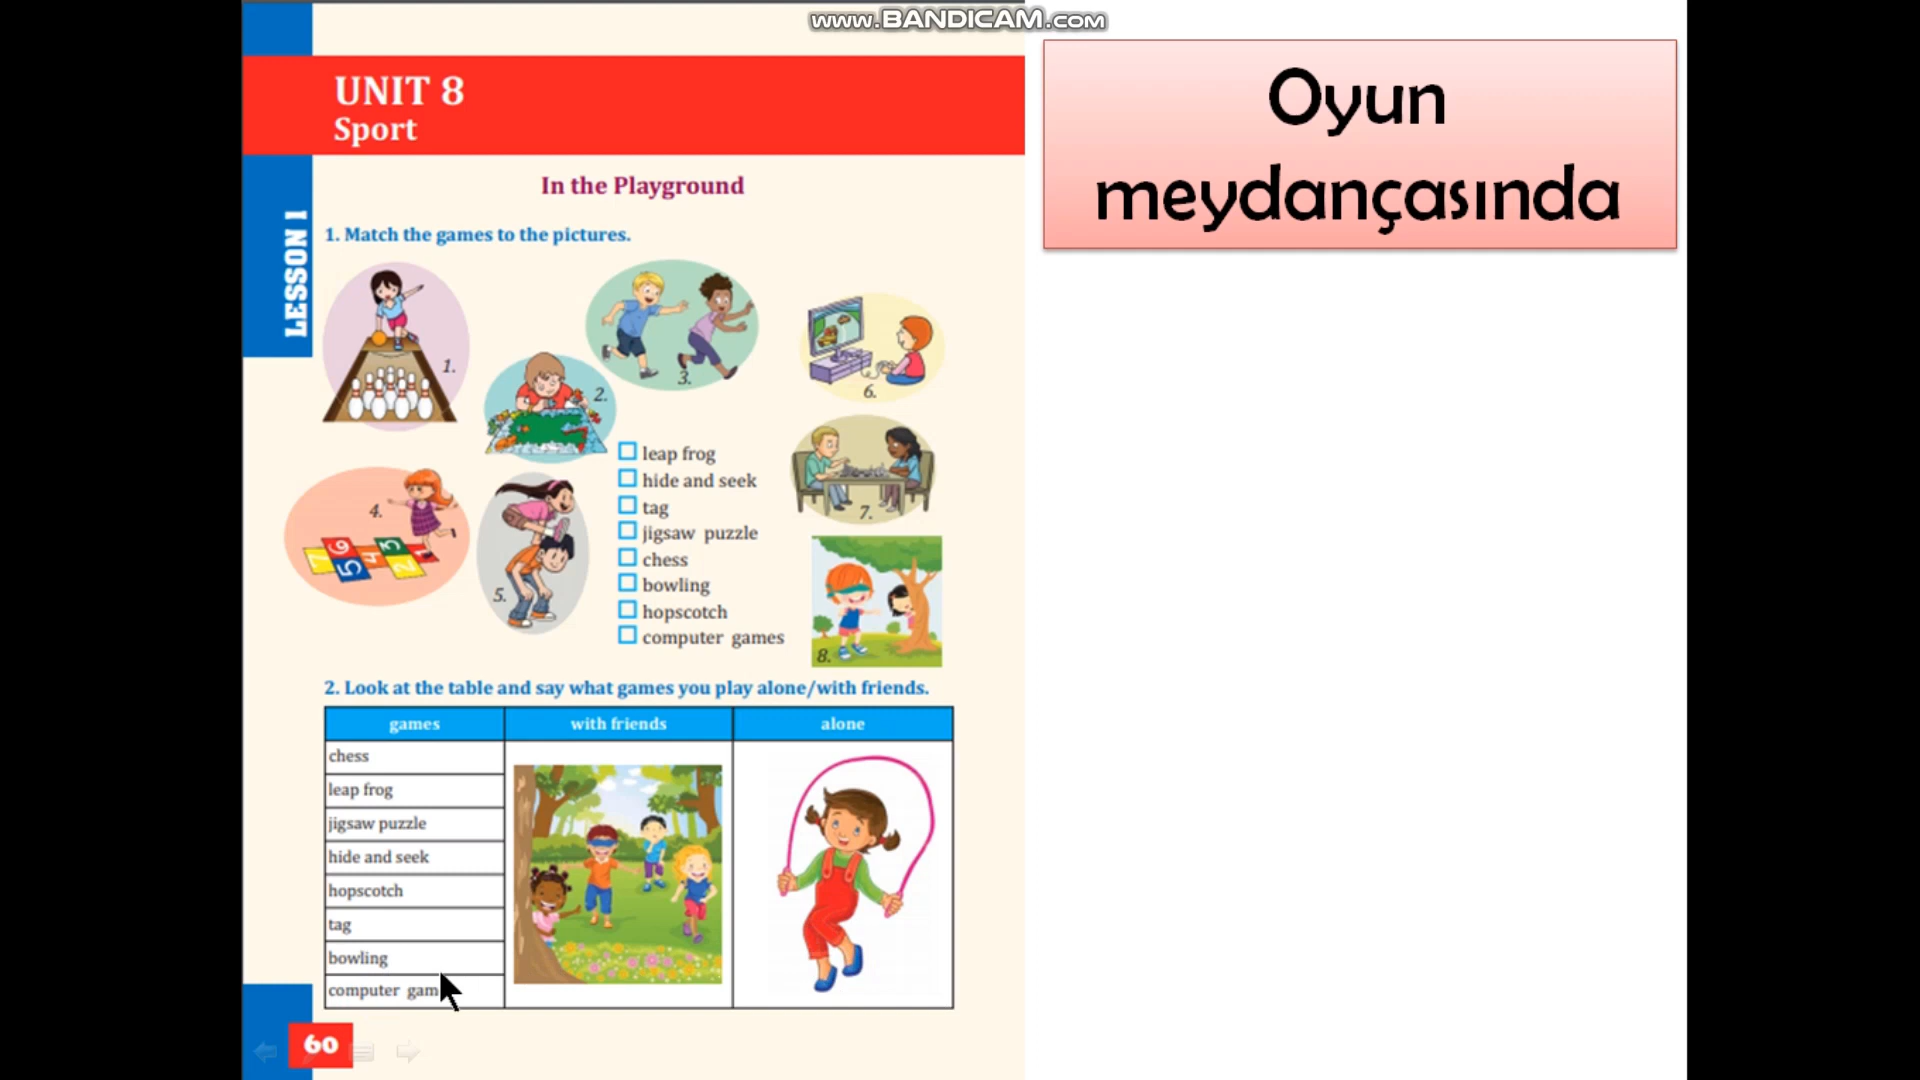 www.BANDICAM.com
UNIT 8
Sport
LESSON 1
In the Playground
1. Match the games to the pictures.
1.
2.
3.
6.
4.
5.
7.
8.
leap frog
hide and seek
tag
jigsaw puzzle
chess
bowling
hopscotch
computer games
2. Look at the table and say what games you play alone/with friends.
games with friends alone
chess
leap frog
jigsaw puzzle
hide and seek
hopscotch
tag
bowling
computer gam
60
Oyun
meydançasında